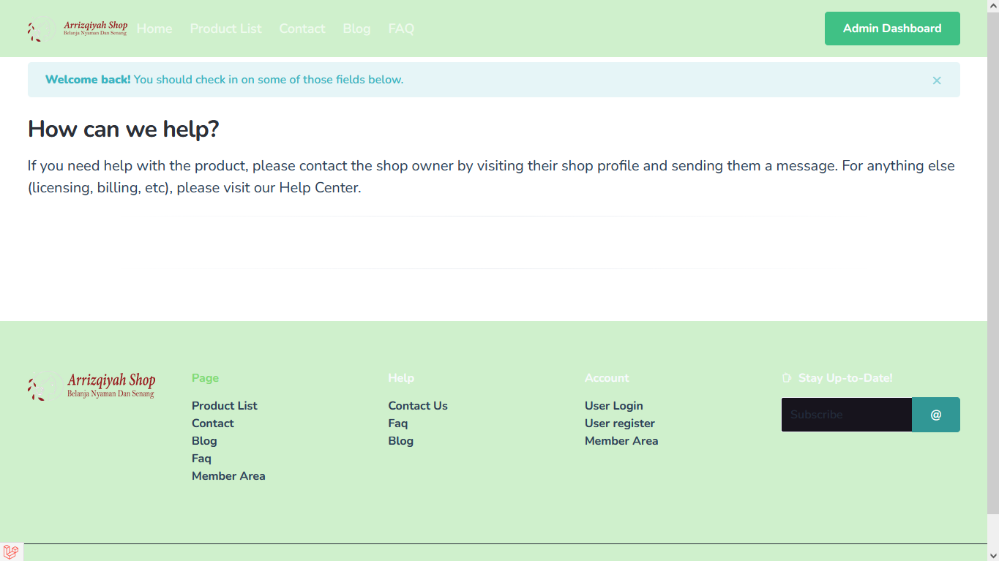 Arrizqiyah Shop
Belanja Nyaman Dan Senang
Home Product List Contact Blog FAQ
Admin Dashboard
Welcome back! You should check in on some of those fields below.
×
How can we help?
If you need help with the product, please contact the shop owner by visiting their shop profile and sending them a message. For anything else
(licensing, billing, etc), please visit our Help Center.
Arrizqiyah Shop
Belanja Nyaman Dan Senang
Page
Product List
Contact
Blog
Faq
Member Area
Help
Contact Us
Faq
Blog
Account
User Login
User register
Member Area
Stay Up-to-Date!
Subscribe
@